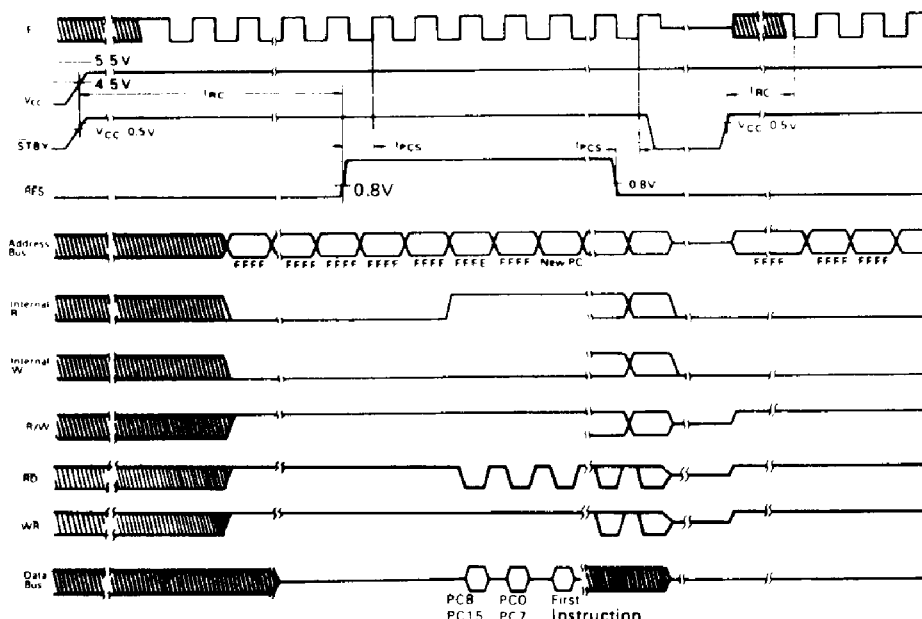 E
5.5V
4.5V
VCC
tRC
tRC
VCC 0.5V
VCC 0.5V
STBY
tPCS
tPCS
RES
0.8V
0.8V
Address
Bus
FFFF FFFF FFFF FFFF FFFF FFFE FFFF New PC FFFF FFFF FFFF
Internal
R
Internal
W
R/W
RD
WR
Data
Bus
PC8 PC0 First
PC15 PC7 Instruction